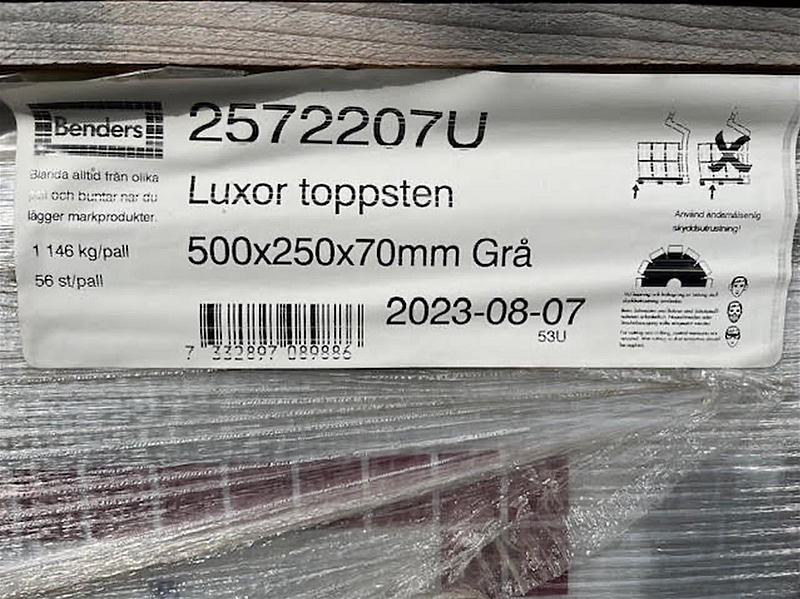 Benders
2572207U
Blanda alltid från olika
pall och buntar när du
lägger markprodukter.
Luxor toppsten
1 146 kg/pall
500x250x70mm Grå
56 st/pall
2023-08-07
53U
7 332897 089886
Använd ändamålsenlig
skyddsutrustning!